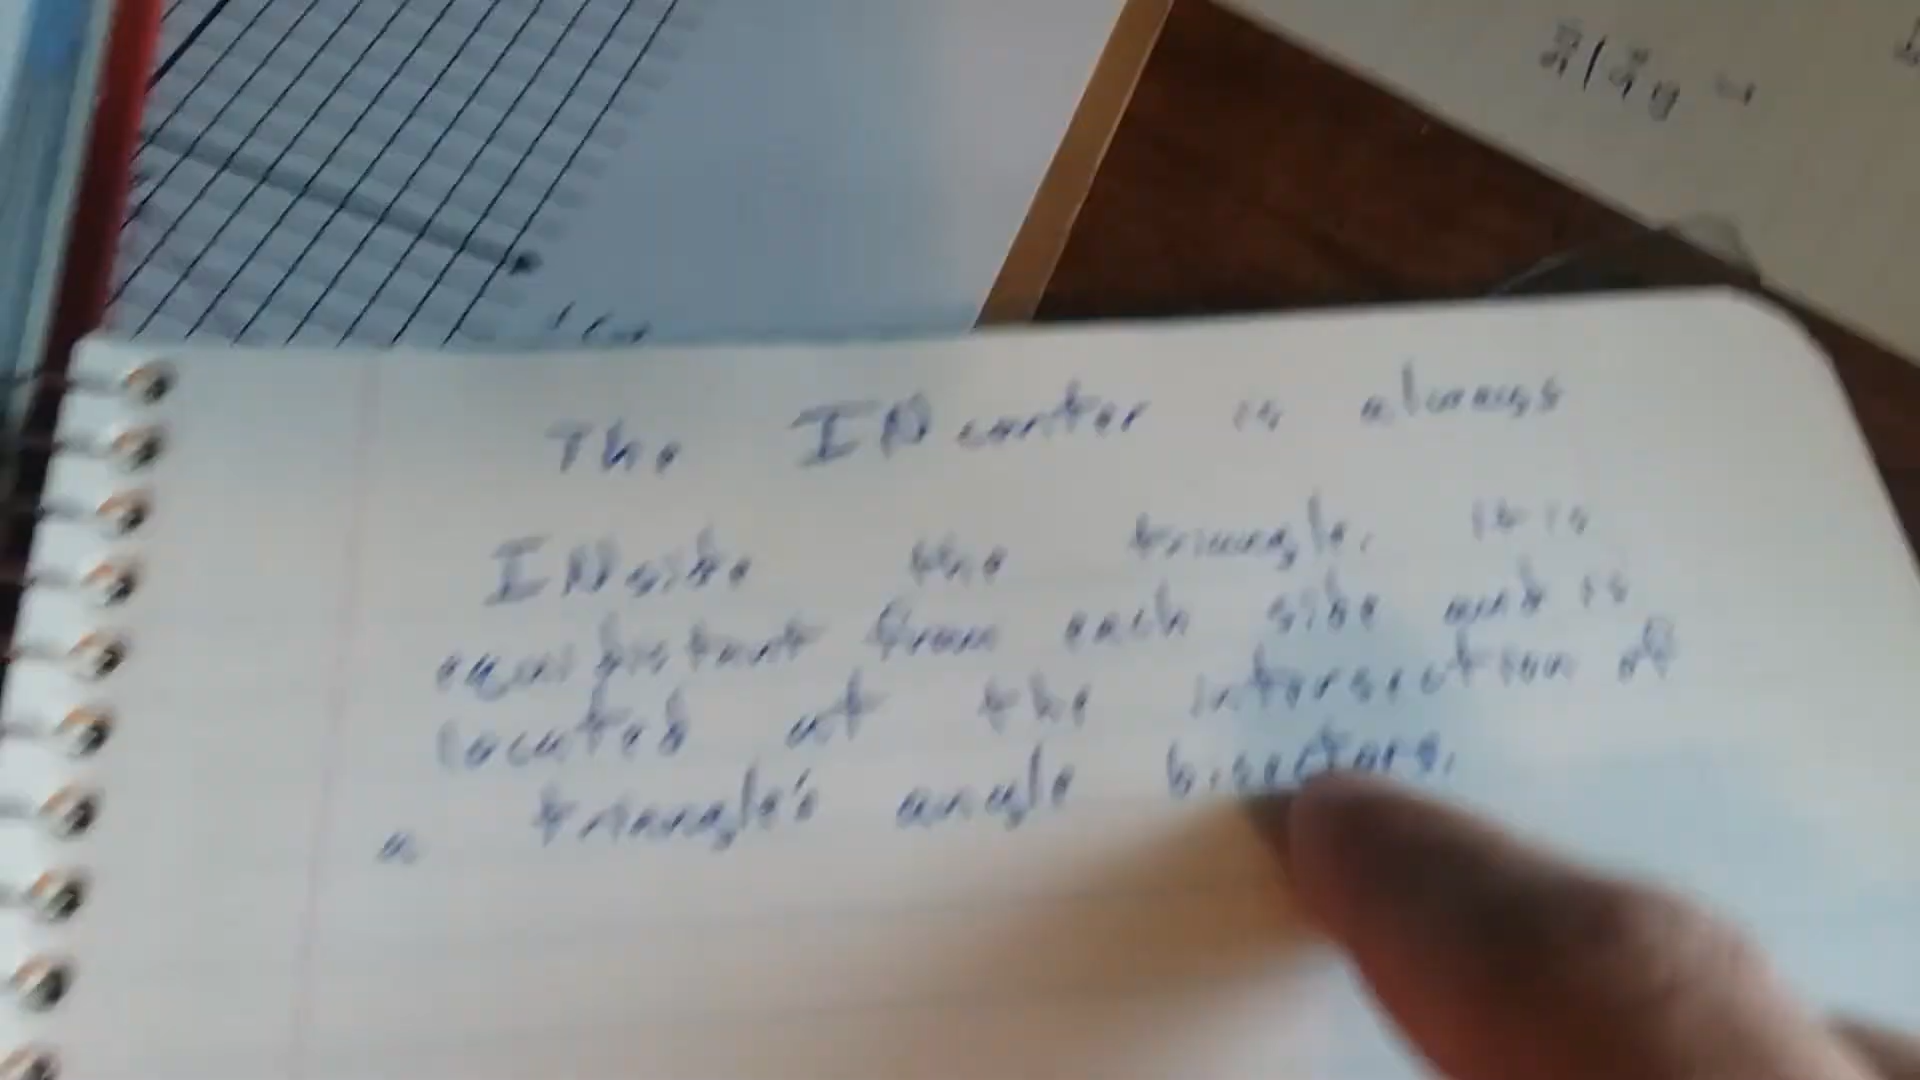 The INcenter is always
INside the triangle. It is
equidistant from each side and is
located at the intersection of
a triangle's angle bisectors.